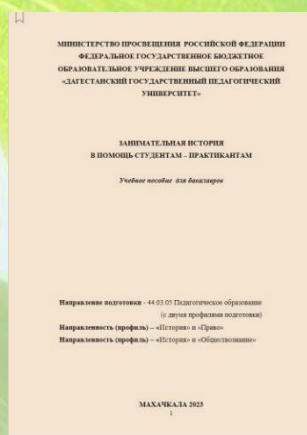 МИНИСТЕРСТВО ПРОСВЕЩЕНИЯ РОССИЙСКОЙ ФЕДЕРАЦИИ
ФЕДЕРАЛЬНОЕ ГОСУДАРСТВЕННОЕ БЮДЖЕТНОЕ
ОБРАЗОВАТЕЛЬНОЕ УЧРЕЖДЕНИЕ ВЫСШЕГО ОБРАЗОВАНИЯ
«ДАГЕСТАНСКИЙ ГОСУДАРСТВЕННЫЙ ПЕДАГОГИЧЕСКИЙ
УНИВЕРСИТЕТ»
ЗАНИМАТЕЛЬНАЯ ИСТОРИЯ
В ПОМОЩЬ СТУДЕНТАМ – ПРАКТИКАНТАМ
Учебное пособие для бакалавров
Направление подготовки - 44.03.05 Педагогическое образование
(с двумя профилями подготовки)
Направленность (профиль) – «История» и «Право»
Направленность (профиль) – «История» и «Обществознание»
МАХАЧКАЛА 2023
1